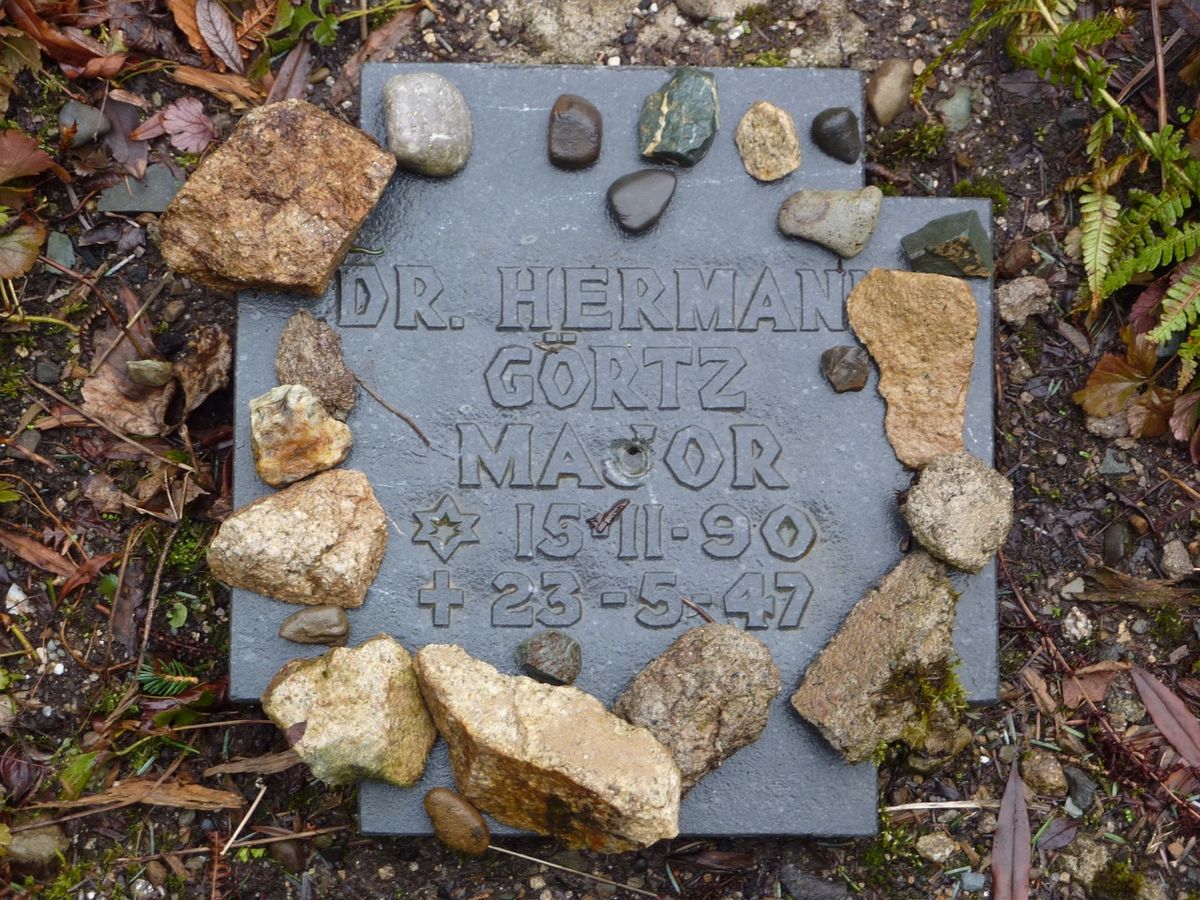 DR. HERMANN
GÖRTZ
MAJOR
✡ 15·11·90
✝ 23-5-47